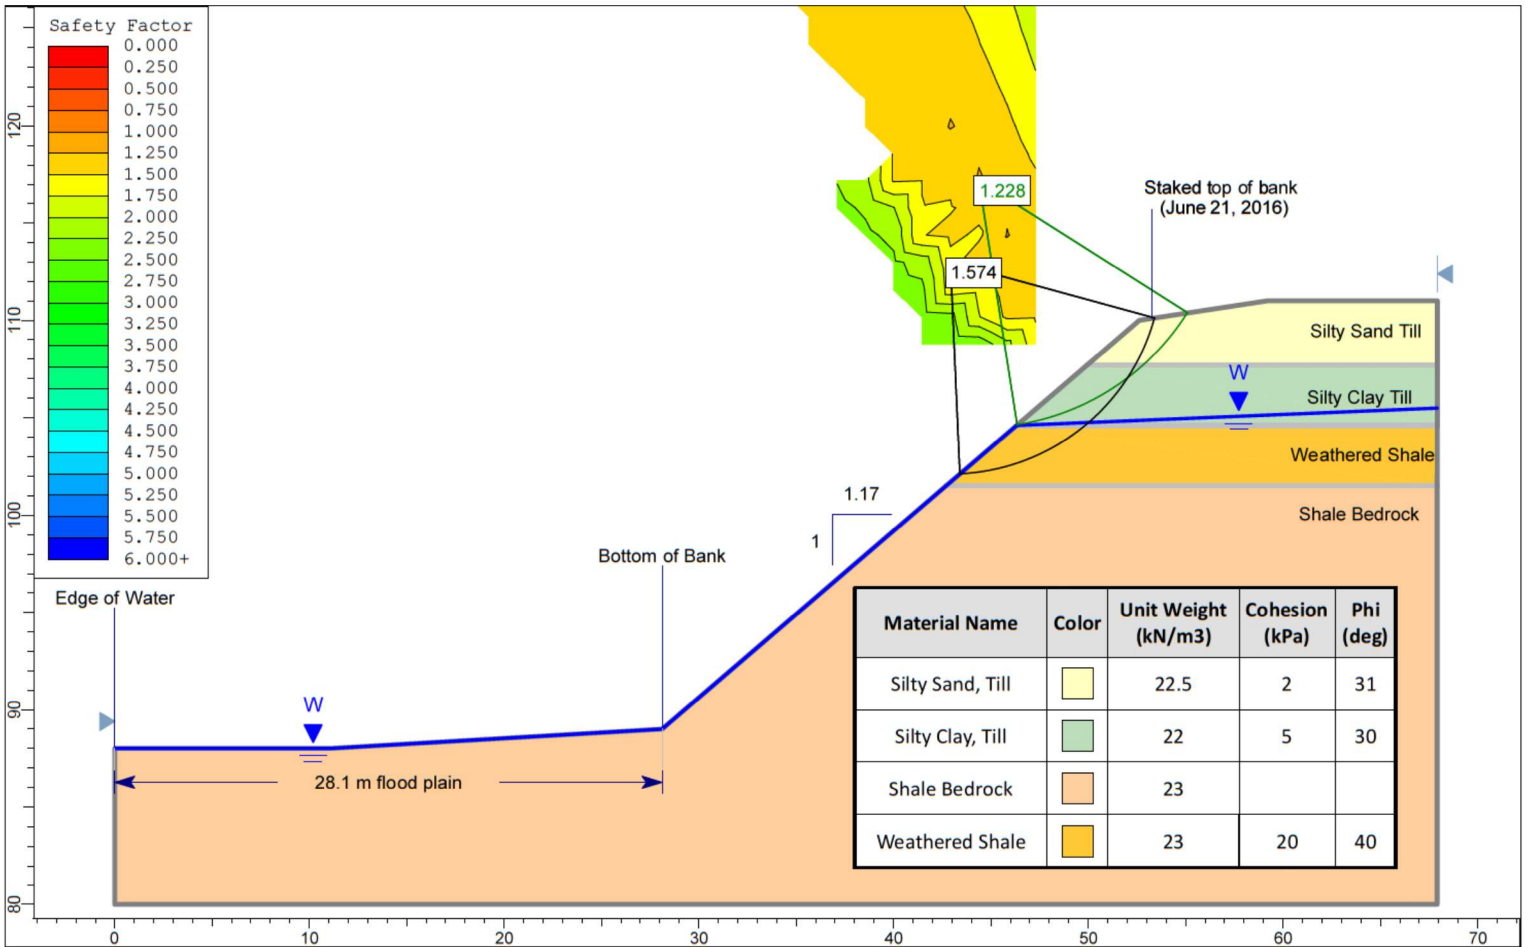 Safety Factor
0.000
0.250
0.500
0.750
1.000
1.250
1.500
1.750
2.000
2.250
2.500
2.750
3.000
3.250
3.500
3.750
4.000
4.250
4.500
4.750
5.000
5.250
5.500
5.750
6.000+
120
110
100
90
80
1.228
1.574
Staked top of bank
(June 21, 2016)
Silty Sand Till
W
Silty Clay Till
Weathered Shale
Shale Bedrock
1.17
1
Bottom of Bank
Edge of Water
W
28.1 m flood plain
Material Name Color Unit Weight (kN/m3) Cohesion (kPa) Phi (deg)
Silty Sand, Till 22.5 2 31
Silty Clay, Till 22 5 30
Shale Bedrock 23
Weathered Shale 23 20 40
0 10 20 30 40 50 60 70